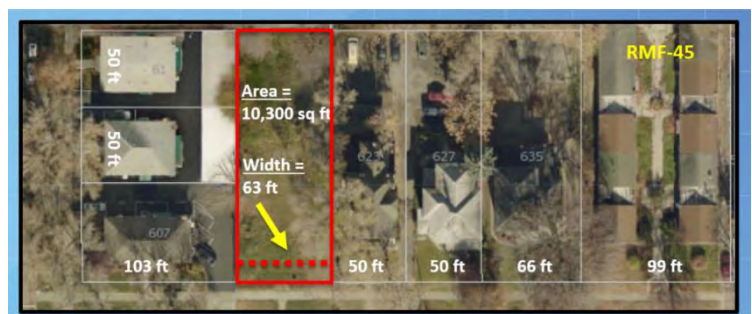 RMF-45
50 ft
61
Area =
10,300 sq ft
50 ft
Width =
63 ft
623
627
635
607
103 ft
50 ft
50 ft
66 ft
99 ft